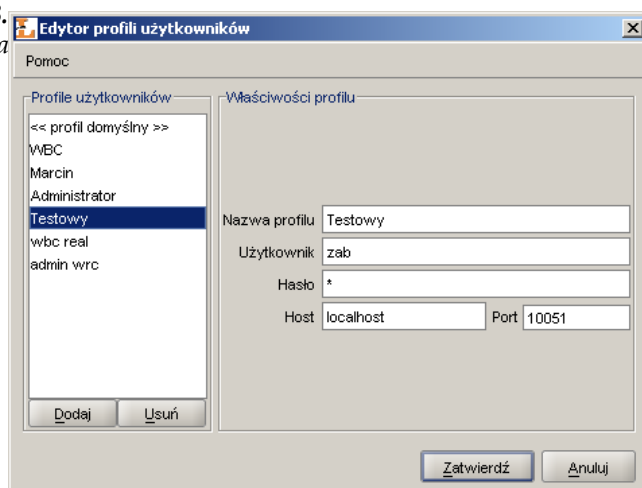 Edytor profili użytkowników
Pomoc
Profile użytkowników
<< profil domyślny >>
WBC
Marcin
Administrator
Testowy
wbc real
admin wrc
Dodaj Usuń
Właściwości profilu
Nazwa profilu Testowy
Użytkownik zab
Hasło *
Host localhost Port 10051
Zatwierdź Anuluj